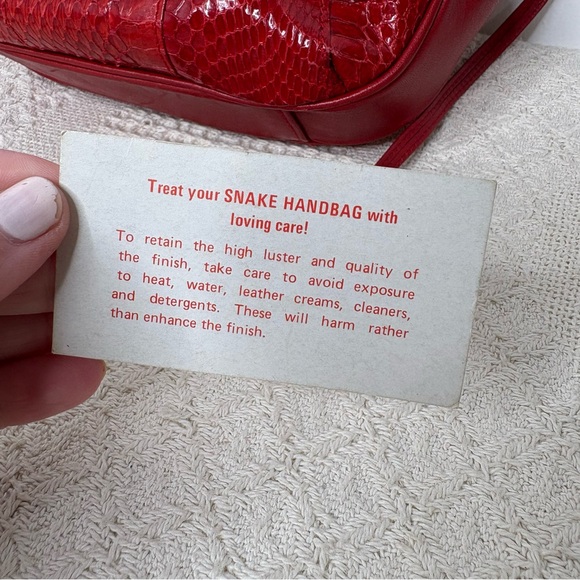 Treat your SNAKE HANDBAG with
loving care!
To retain the high luster and quality of
the finish, take care to avoid exposure
to heat, water, leather creams, cleaners,
and detergents. These will harm rather
than enhance the finish.